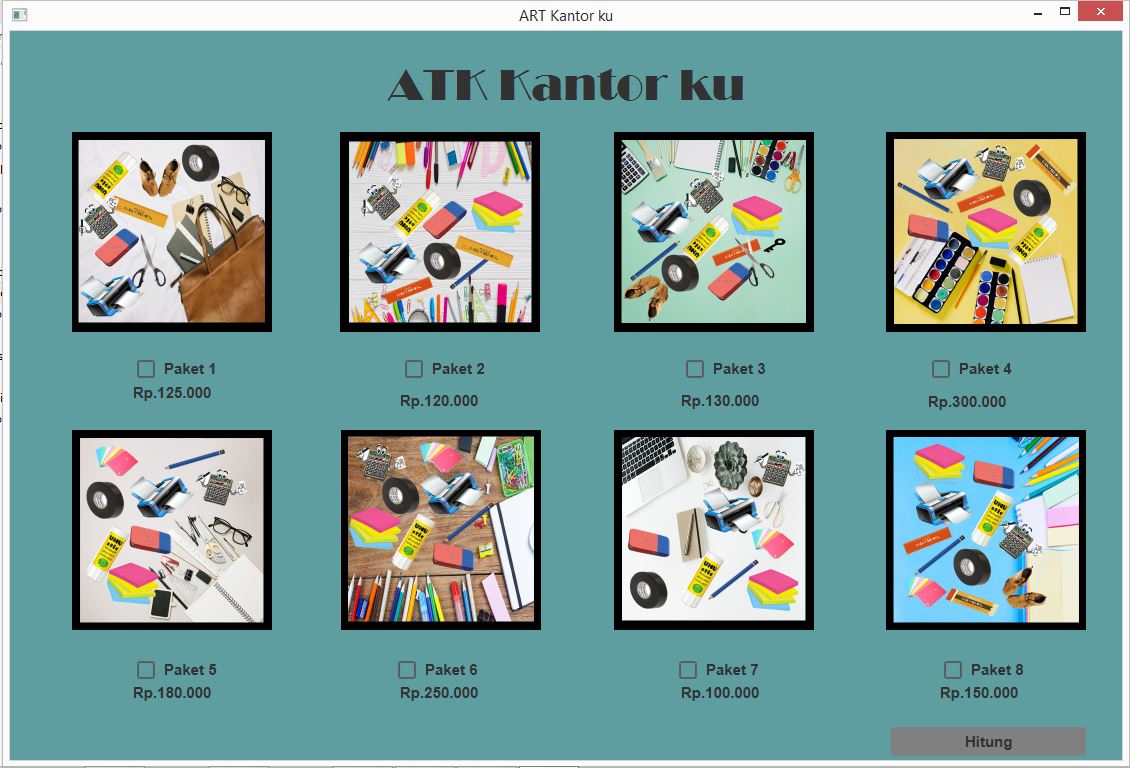 ART Kantor ku
ATK Kantor ku
Paket 1
Paket 2
Paket 3
Paket 4
Rp.125.000
Rp.120.000
Rp.130.000
Rp.300.000
Paket 5
Paket 6
Paket 7
Paket 8
Rp.180.000
Rp.250.000
Rp.100.000
Rp.150.000
Hitung